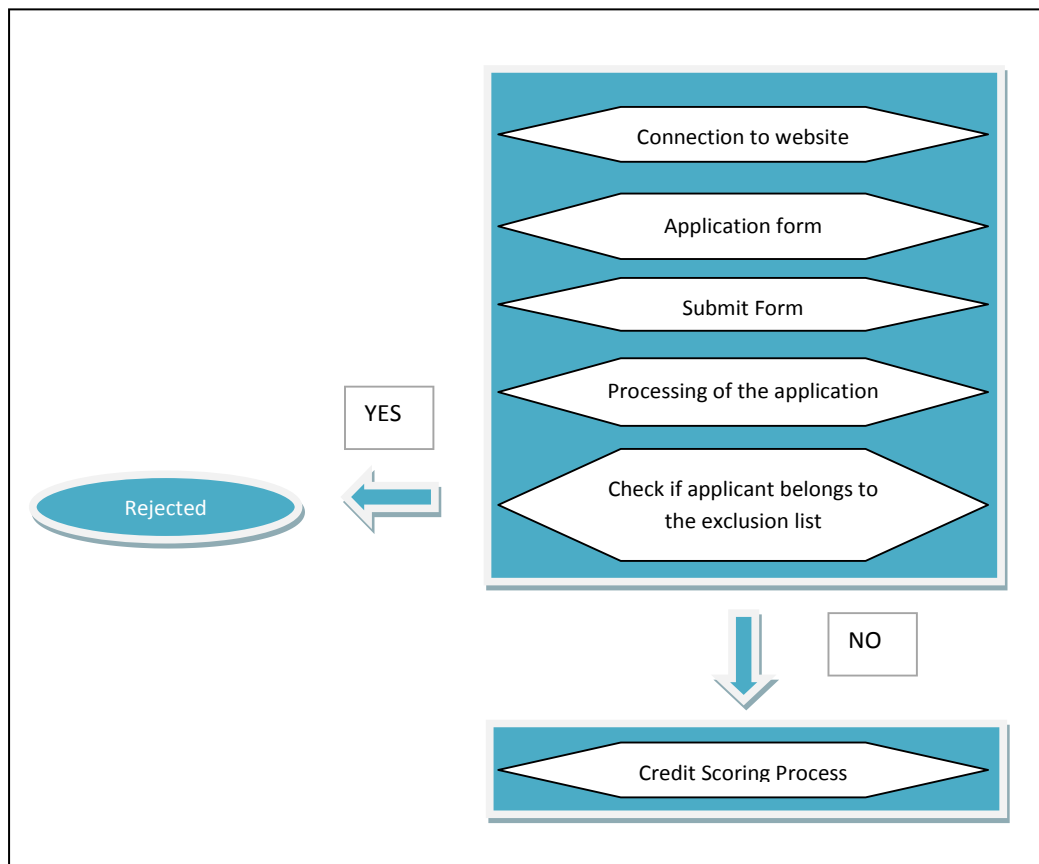 Connection to website
Application form
Submit Form
Processing of the application
YES
Check if applicant belongs to
the exclusion list
Rejected
NO
Credit Scoring Process